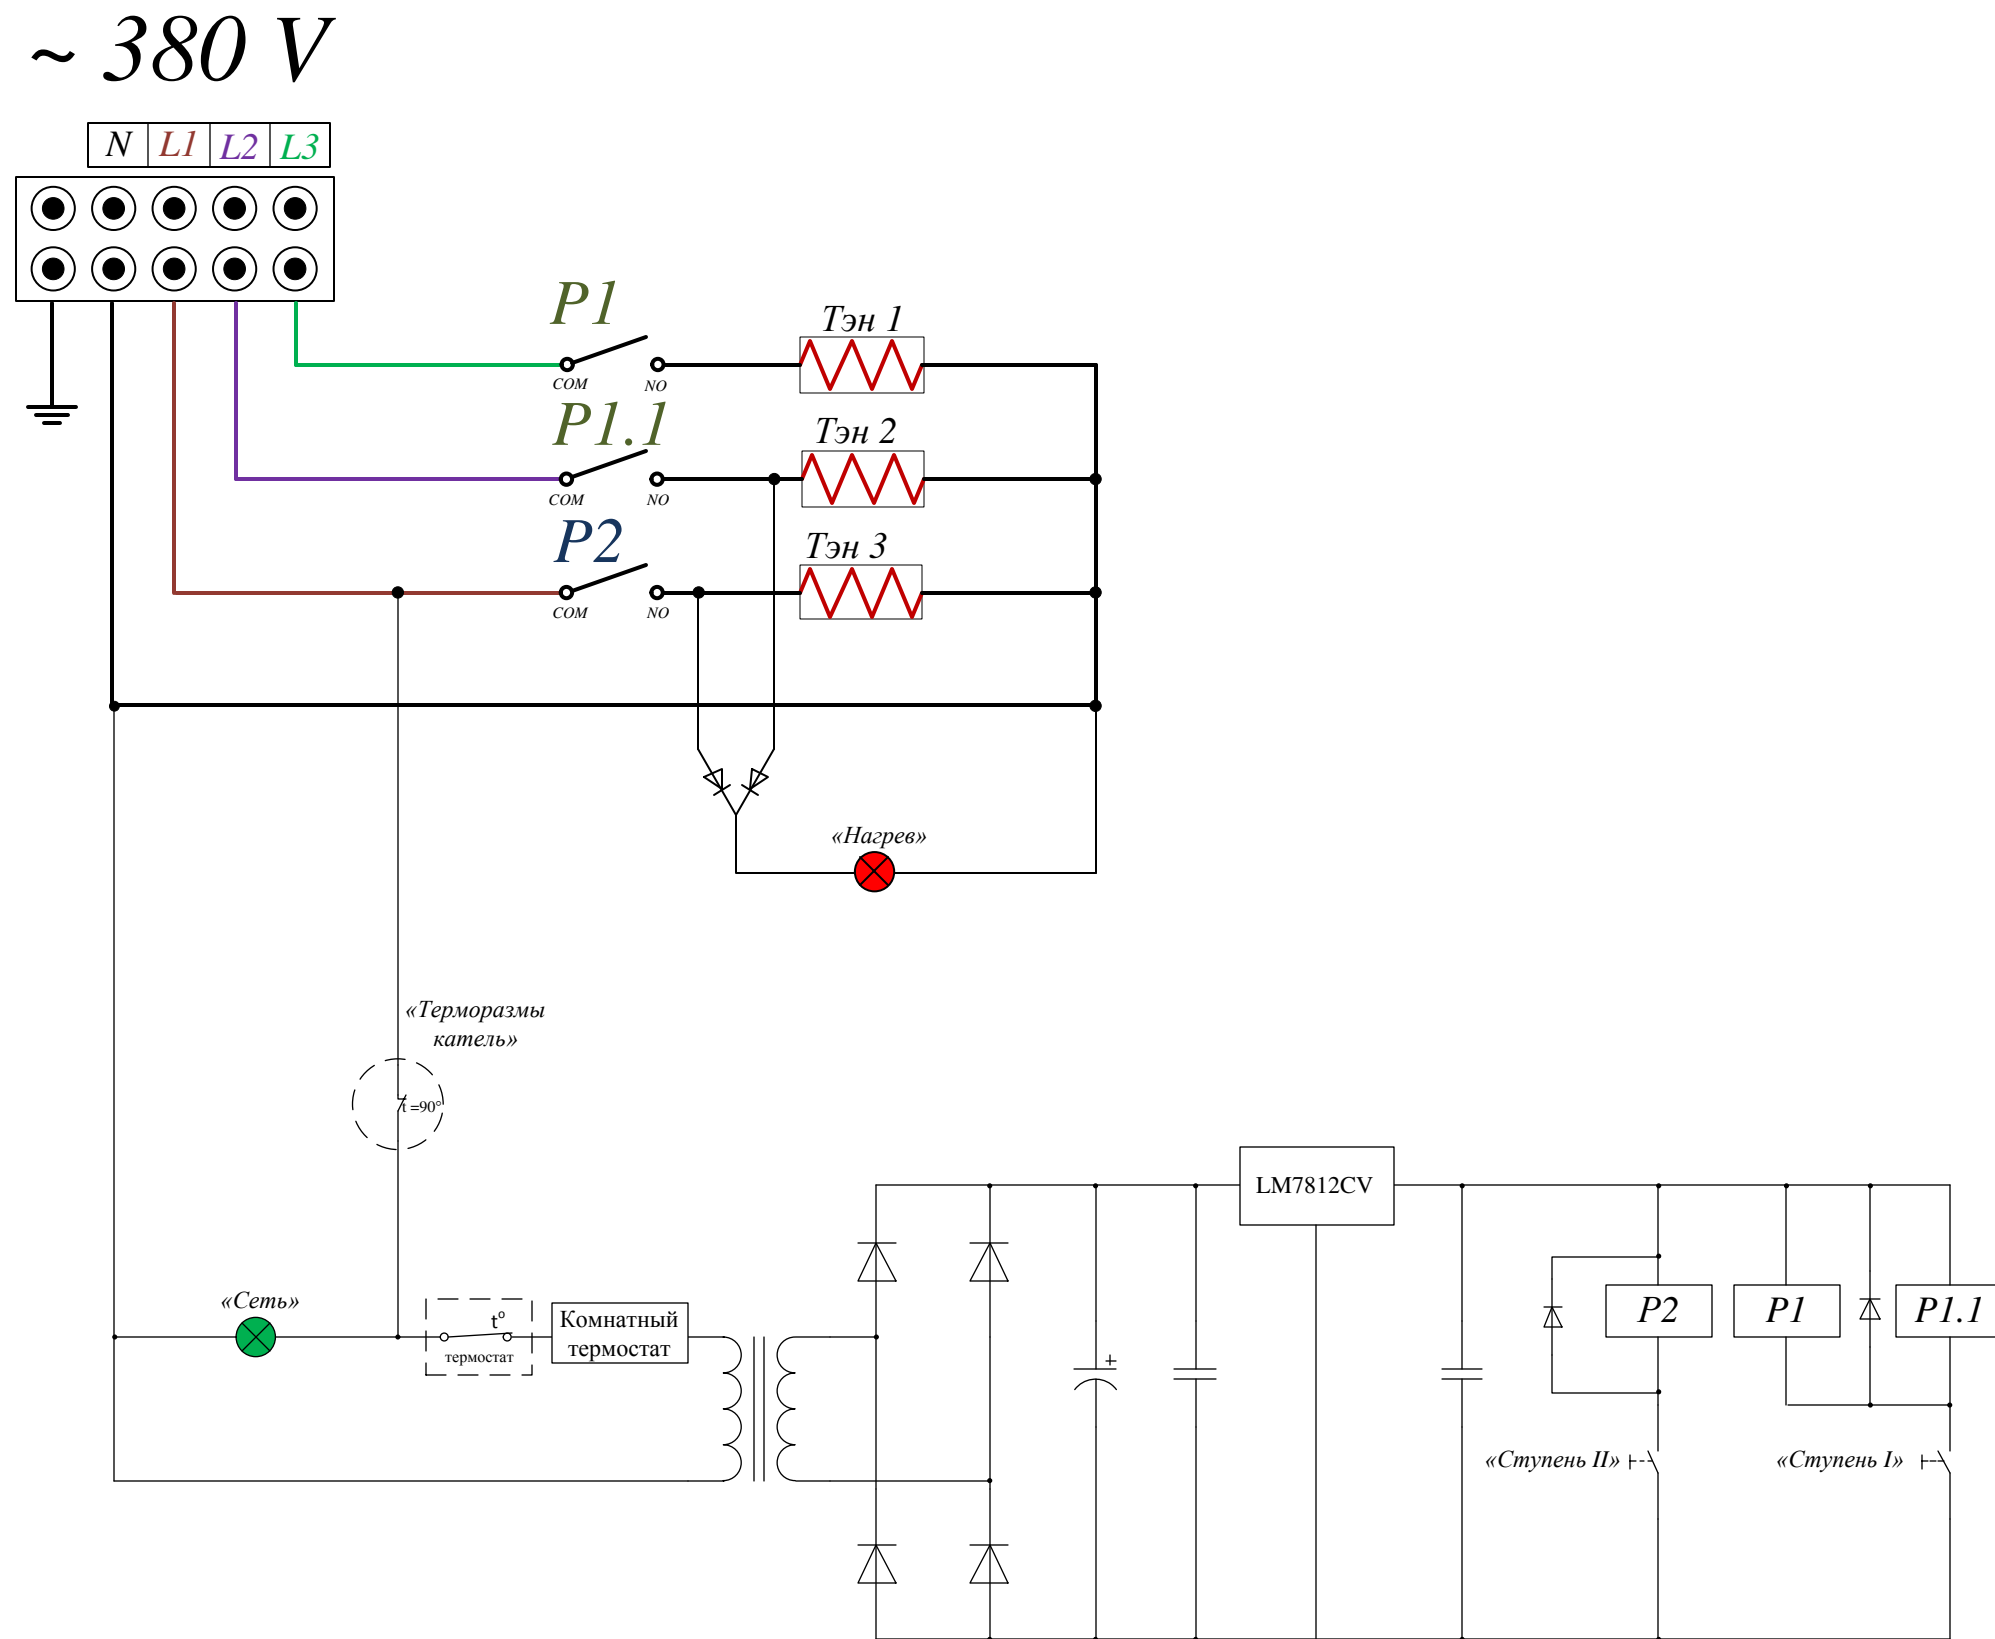 ~ 380 V
N L1 L2 L3
P1
Тэн 1
COM NO
P1.1
Тэн 2
COM NO
P2
Тэн 3
COM NO
«Нагрев»
«Терморазмы
катель»
t =90°
LM7812CV
«Сеть»
t°
термостат
Комнатный
термостат
+
P2
P1
P1.1
«Ступень II»
«Ступень I»